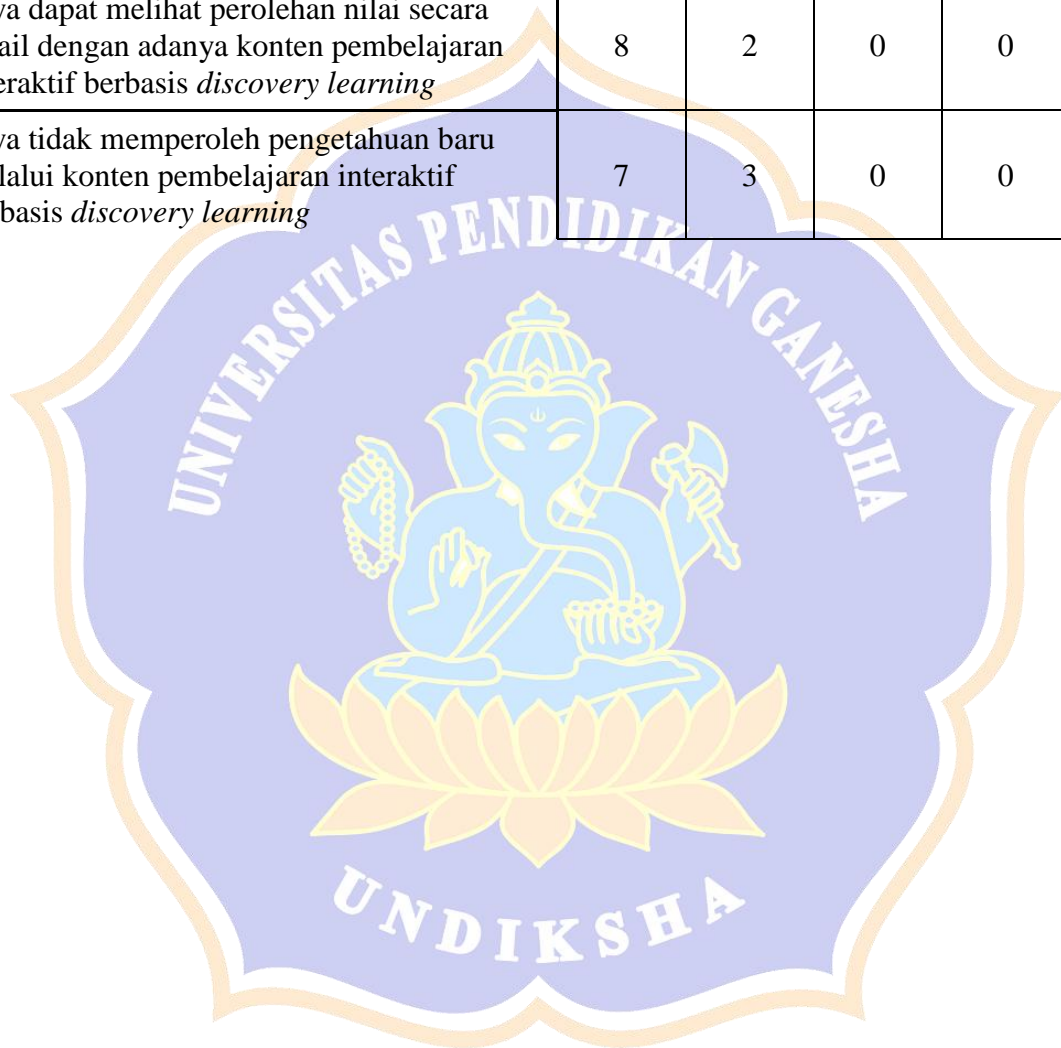 ya dapat melihat perolehan nilai secara
ail dengan adanya konten pembelajaran
eraktif berbasis discovery learning
8 2 0 0
ya tidak memperoleh pengetahuan baru
lalui konten pembelajaran interaktif
basis discovery learning
7 3 0 0
UNIVERSITAS PENDIDIKAN GANESHA
UNDIKSHA